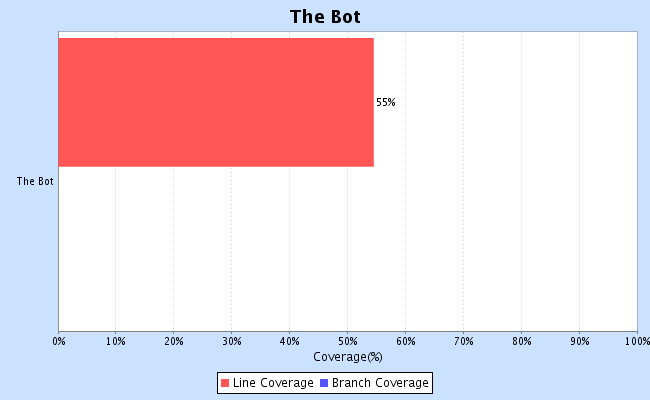 The Bot
55%
The Bot
0% 10% 20% 30% 40% 50% 60% 70% 80% 90% 100%
Coverage(%)
Line Coverage Branch Coverage